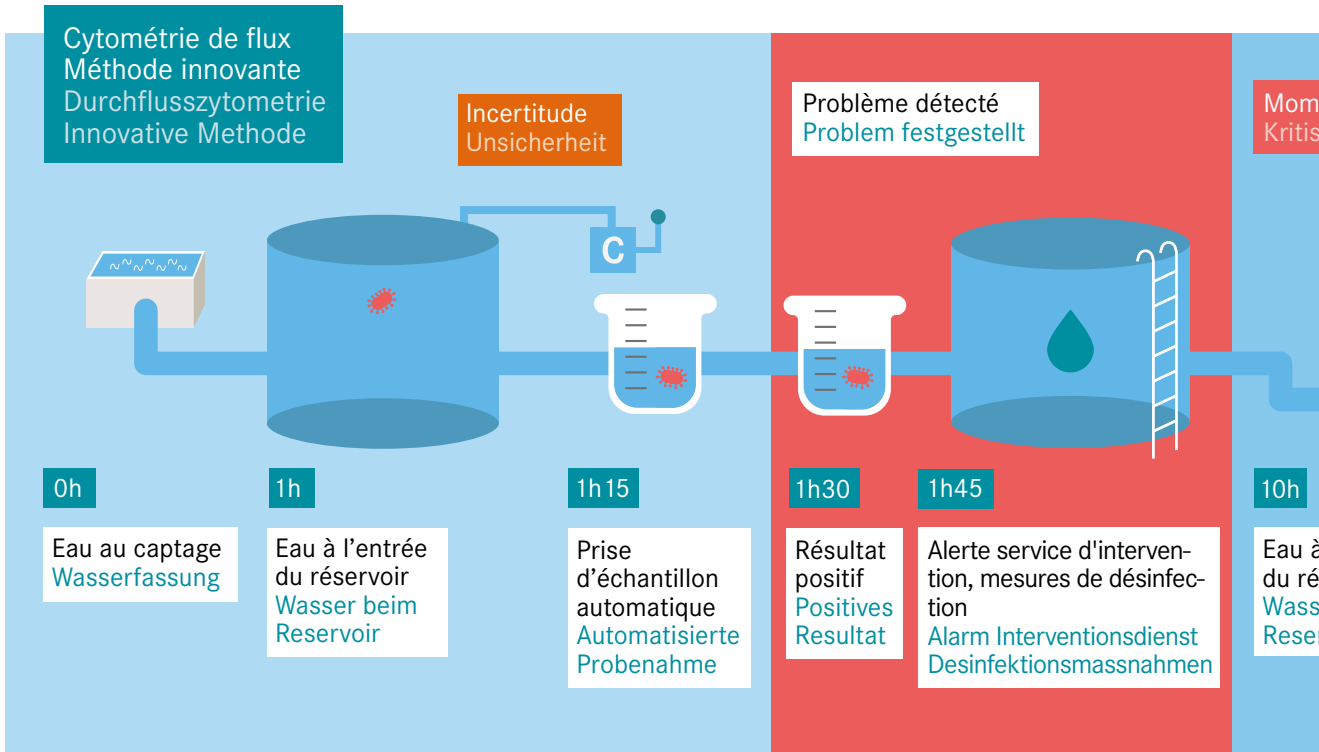 Cytométrie de flux
Méthode innovante
Durchflusszytometrie
Innovative Methode
Incertitude
Unsicherheit
Problème détecté
Problem festgestellt
C
0h
Eau au captage
Wasserfassung
1h
Eau à l’entrée
du réservoir
Wasser beim
Reservoir
1h15
Prise
d’échantillon
automatique
Automatisierte
Probenahme
1h30
Résultat
positif
Positives
Resultat
1h45
Alerte service d'interven-
tion, mesures de désinfec-
tion
Alarm Interventionsdienst
Desinfektionsmassnahmen
10h
Eau à
du